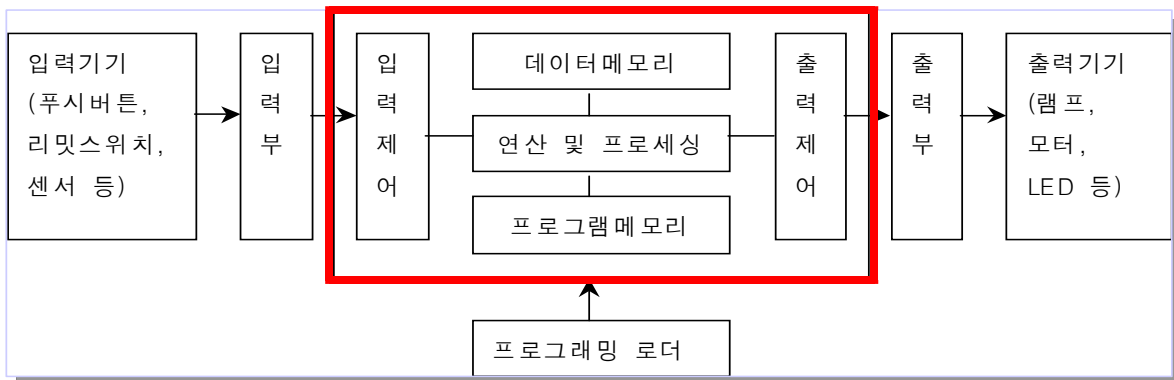 입력기기
(푸시버튼,
리밋스위치,
센서 등)
입
력
부
입
력
제
어
데이터메모리
연산 및 프로세싱
프로그램메모리
출
력
제
어
출
력
부
출력기기
(램프,
모터,
LED 등)
프로그래밍 로더